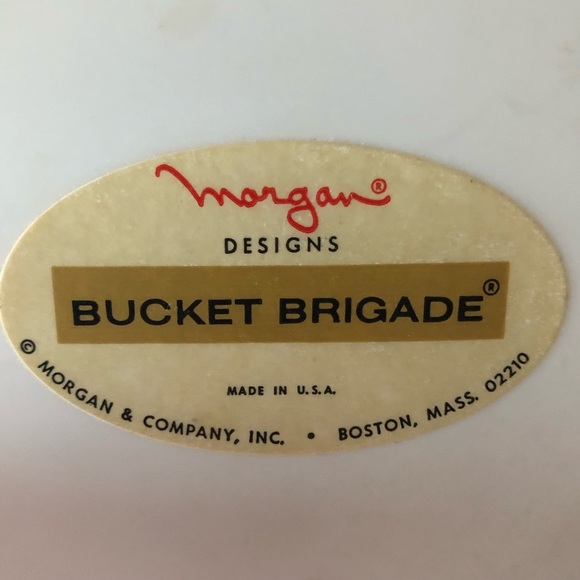 Morgan®
DESIGNS
BUCKET BRIGADE®
MADE IN U.S.A.
© MORGAN & COMPANY, INC. • BOSTON, MASS. 02210